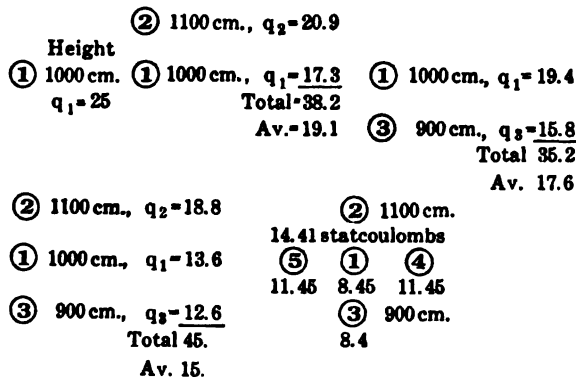 ② 1100 cm., q₂=20.9
Height
① 1000 cm.
q₁=25
① 1000 cm., q₁=17.3
Total=38.2
Av.=19.1
① 1000 cm., q₁=19.4
③ 900 cm., q₃=15.8
Total 35.2
Av. 17.6
② 1100 cm., q₂=18.8
① 1000 cm., q₁=13.6
③ 900 cm., q₃=12.6
Total 45.
Av. 15.
② 1100 cm.
14.41 statcoulombs
⑤ ① ④
11.45 8.45 11.45
③ 900 cm.
8.4